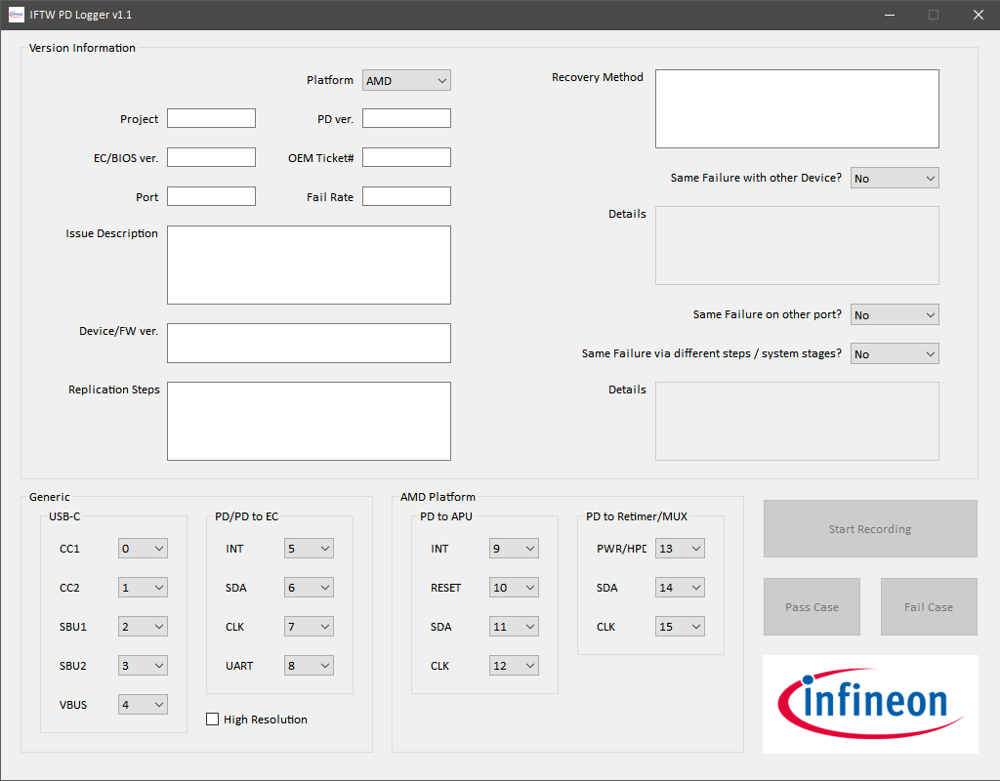 IFTW PD Logger v1.1
Version Information
Platform AMD
Project
PD ver.
EC/BIOS ver.
OEM Ticket#
Port
Fail Rate
Issue Description
Device/FW ver.
Replication Steps
Recovery Method
Same Failure with other Device? No
Details
Same Failure on other port? No
Same Failure via different steps / system stages? No
Details
Generic
USB-C
CC1 0
CC2 1
SBU1 2
SBU2 3
VBUS 4
PD/PD to EC
INT 5
SDA 6
CLK 7
UART 8
High Resolution
AMD Platform
PD to APU
INT 9
RESET 10
SDA 11
CLK 12
PD to Retimer/MUX
PWR/HPD 13
SDA 14
CLK 15
Start Recording
Pass Case
Fail Case
infineon